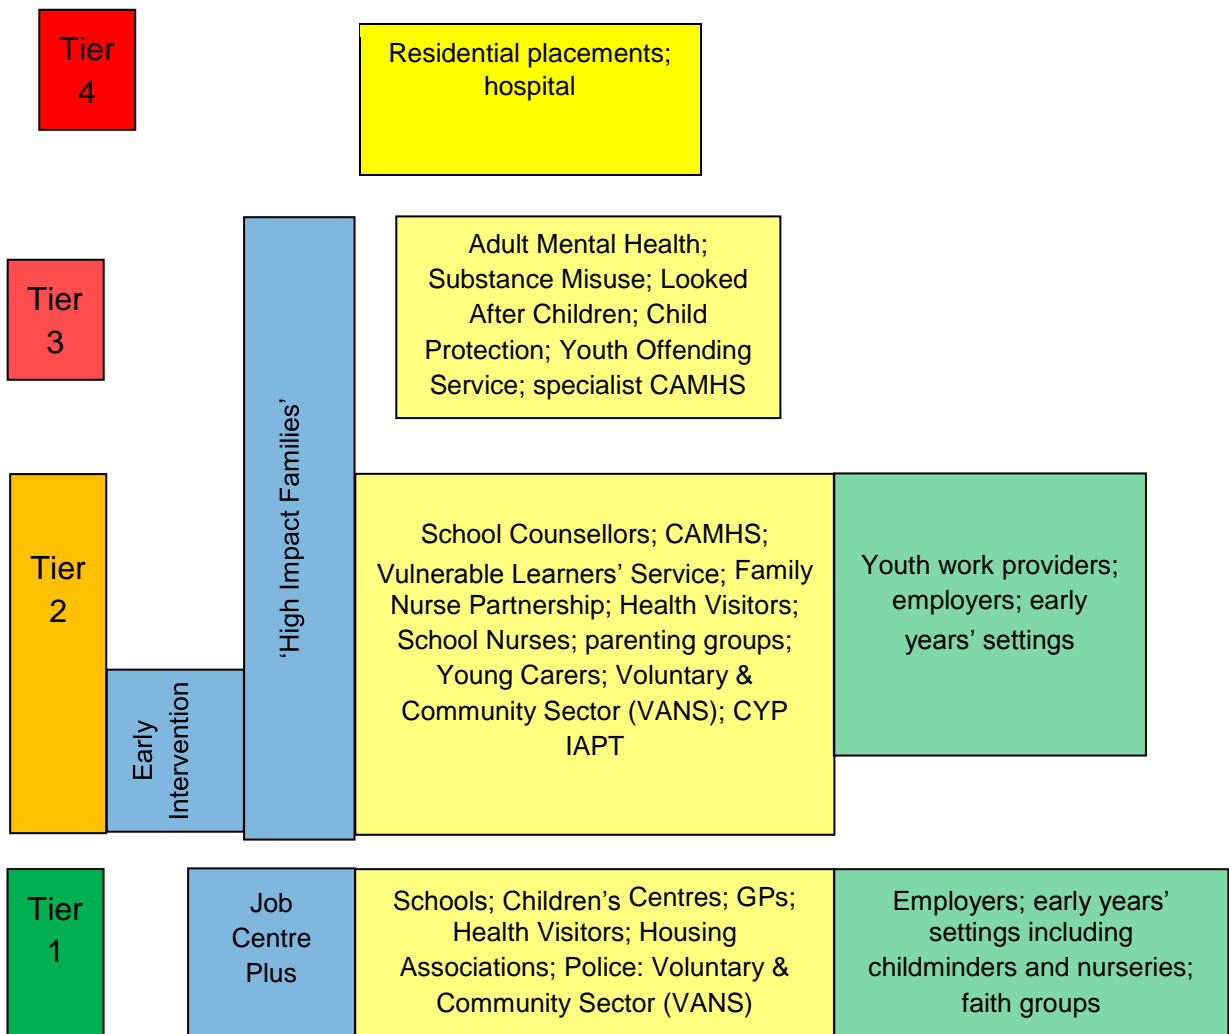 Tier
4
Residential placements;
hospital
Tier
3
'High Impact Families'
Adult Mental Health;
Substance Misuse; Looked
After Children; Child
Protection; Youth Offending
Service; specialist CAMHS
Tier
2
Early
Intervention
School Counsellors; CAMHS;
Vulnerable Learners' Service; Family
Nurse Partnership; Health Visitors;
School Nurses; parenting groups;
Young Carers; Voluntary &
Community Sector (VANS); CYP
IAPT
Youth work providers;
employers; early
years' settings
Tier
1
Job
Centre
Plus
Schools; Children's Centres; GPs;
Health Visitors; Housing
Associations; Police: Voluntary &
Community Sector (VANS)
Employers; early years'
settings including
childminders and nurseries;
faith groups